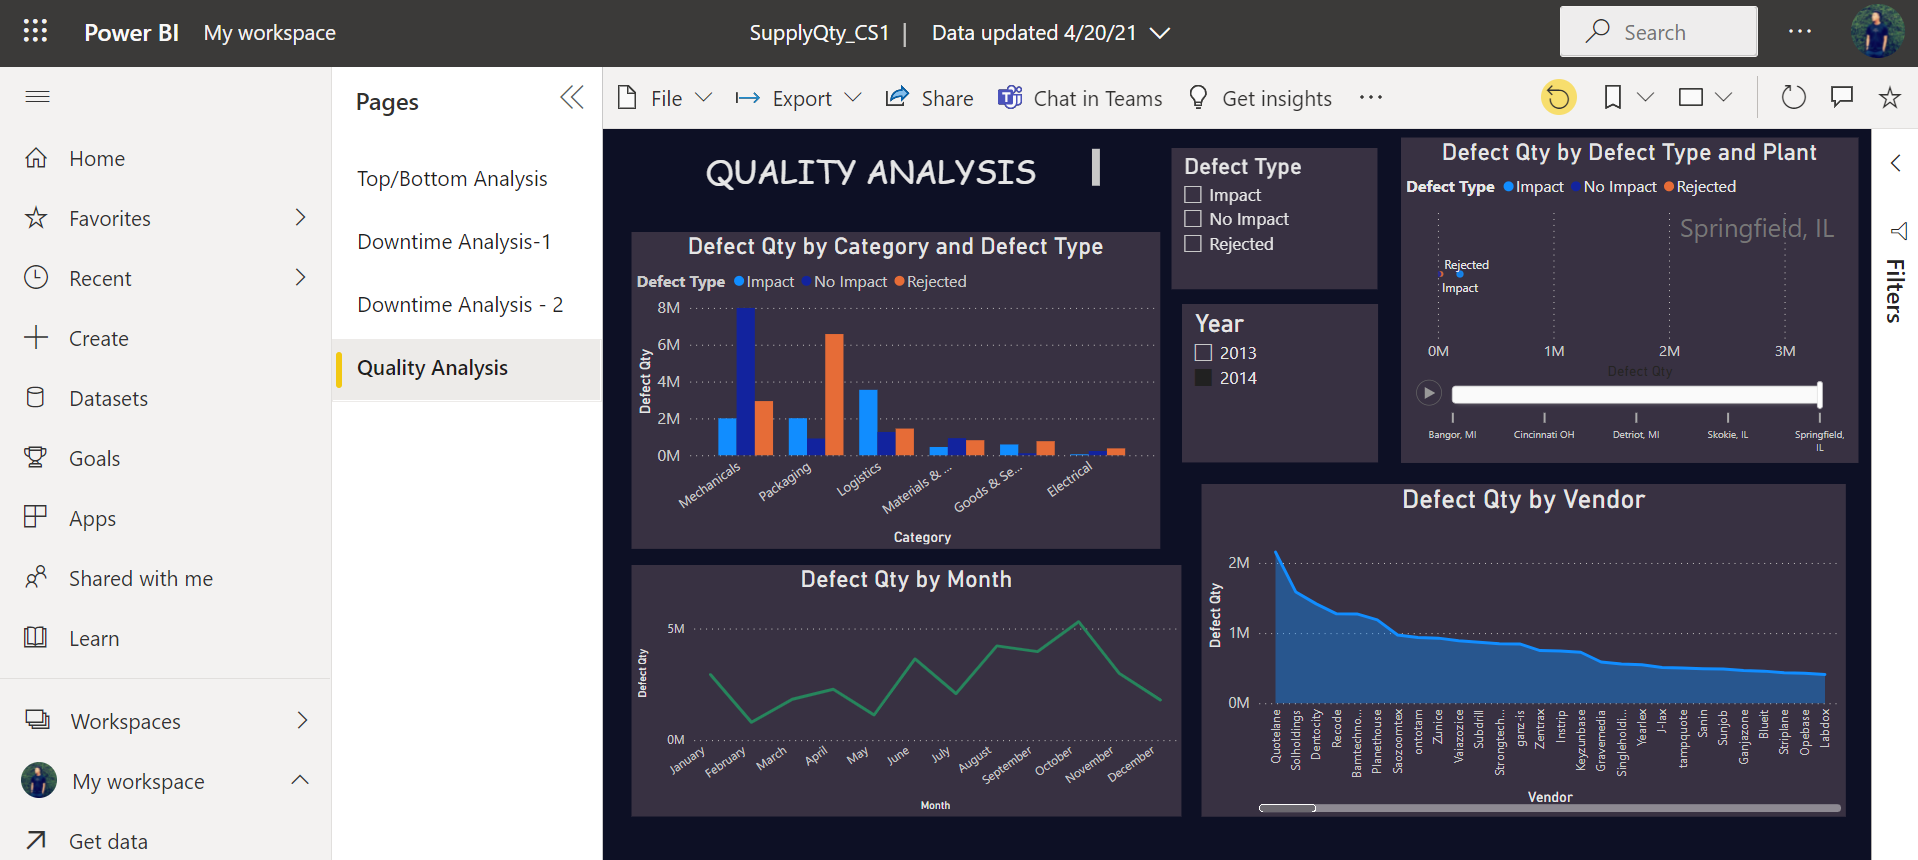 Power BI My workspace SupplyQty_CS1 | Data updated 4/20/21 Search
Home
Favorites
Recent
Create
Datasets
Goals
Apps
Shared with me
Learn
Workspaces
My workspace
Get data
Pages
Top/Bottom Analysis
Downtime Analysis-1
Downtime Analysis - 2
Quality Analysis
File Export Share Chat in Teams Get insights
QUALITY ANALYSIS
Defect Type
Impact
No Impact
Rejected
Year
2013
2014
Defect Qty by Defect Type and Plant
Defect Type Impact No Impact Rejected
Springfield, IL
Rejected
Impact
0M 1M 2M 3M
Defect Qty
Bangor, MI Cincinnati OH Detriot, MI Skokie, IL Springfield,
IL
Filters
Defect Qty by Category and Defect Type
Defect Type Impact No Impact Rejected
8M
6M
4M
2M
0M
Defect Qty
Mechanicals Packaging Logistics Materials & ... Goods & Se... Electrical
Category
Defect Qty by Month
5M
0M
Defect Qty
January February March April May June July August September October November December
Month
Defect Qty by Vendor
2M
1M
0M
Defect Qty
Quotelane Solholdings Dentocity Recode Bamtechno... Planethouse Saozoomtex ontotam Zunice Valazozice Subdrill Strongtech... ganz-is Zentrax Instrip Keyzunbase Gravemedia Singleholdi... Yearlex J-lax tampquote Sanin Sunjob Ganjazone Blueit Striplane Opebase Labdox
Vendor